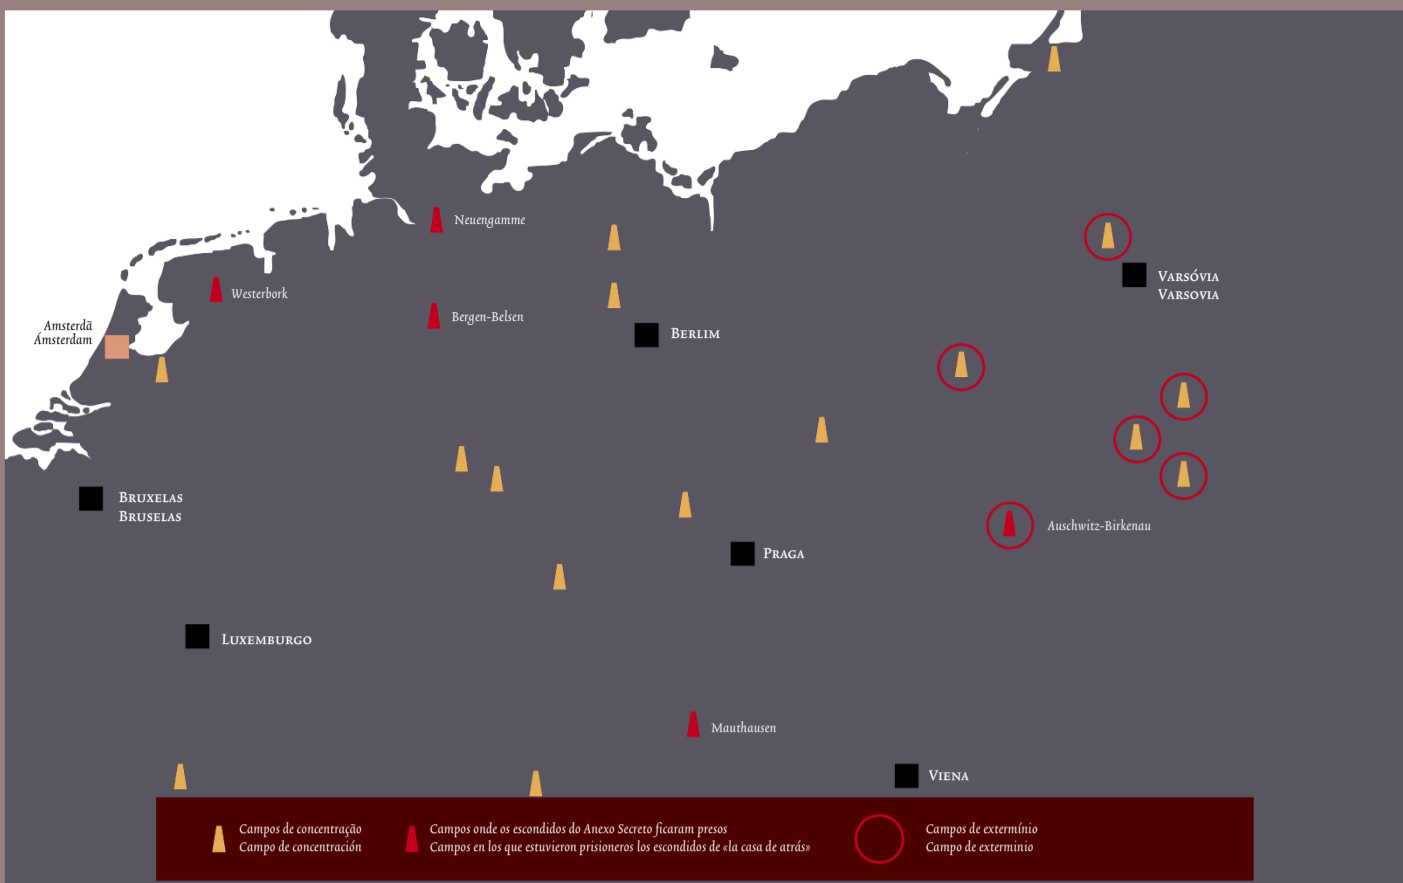 Neuengamme
Varsóvia
Varsovia
Westerbork
Bergen-Belsen
Amsterdã
Ámsterdam
Berlim
Bruxelas
Bruselas
Auschwitz-Birkenau
Praga
Luxemburgo
Mauthausen
Viena
Campos de concentração
Campo de concentración
Campos onde os escondidos do Anexo Secreto ficaram presos
Campos en los que estuvieron prisioneros los escondidos de «la casa de atrás»
Campos de extermínio
Campo de exterminio